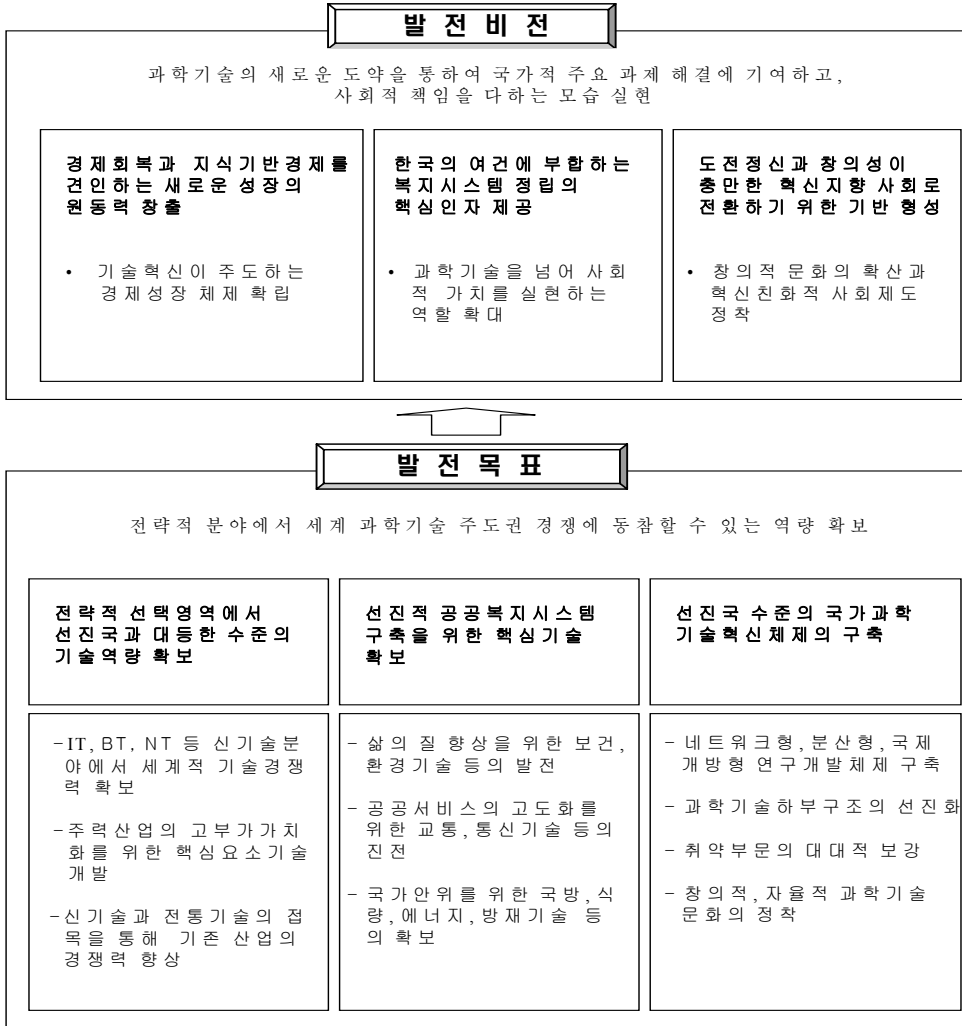 발전비전
과학기술의 새로운 도약을 통하여 국가적 주요 과제 해결에 기여하고,
사회적 책임을 다하는 모습 실현
경제회복과 지식기반경제를
견인하는 새로운 성장의
원동력 창출
• 기술혁신이 주도하는
경제성장 체제 확립
한국의 여건에 부합하는
복지시스템 정립의
핵심인자 제공
• 과학기술을 넘어 사회
적 가치를 실현하는
역할 확대
도전정신과 창의성이
충만한 혁신지향 사회로
전환하기 위한 기반 형성
• 창의적 문화의 확산과
혁신친화적 사회제도
정착
발전목표
전략적 분야에서 세계 과학기술 주도권 경쟁에 동참할 수 있는 역량 확보
전략적 선택영역에서
선진국과 대등한 수준의
기술역량 확보
-IT, BT, NT 등 신기술분
야에서 세계적 기술경쟁
력 확보
-주력산업의 고부가가치
화를 위한 핵심요소기술
개발
-신기술과 전통기술의 접
목을 통해 기존 산업의
경쟁력 향상
선진적 공공복지시스템
구축을 위한 핵심기술
확보
- 삶의 질 향상을 위한 보건,
환경기술 등의 발전
- 공공서비스의 고도화를
위한 교통,통신기술 등의
진전
- 국가안위를 위한 국방,식
량,에너지,방재기술 등
의 확보
선진국 수준의 국가과학
기술혁신체제의 구축
- 네트워크형,분산형,국제
개방형 연구개발체제 구축
- 과학기술하부구조의 선진화
- 취약부문의 대대적 보강
- 창의적,자율적 과학기술
문화의 정착